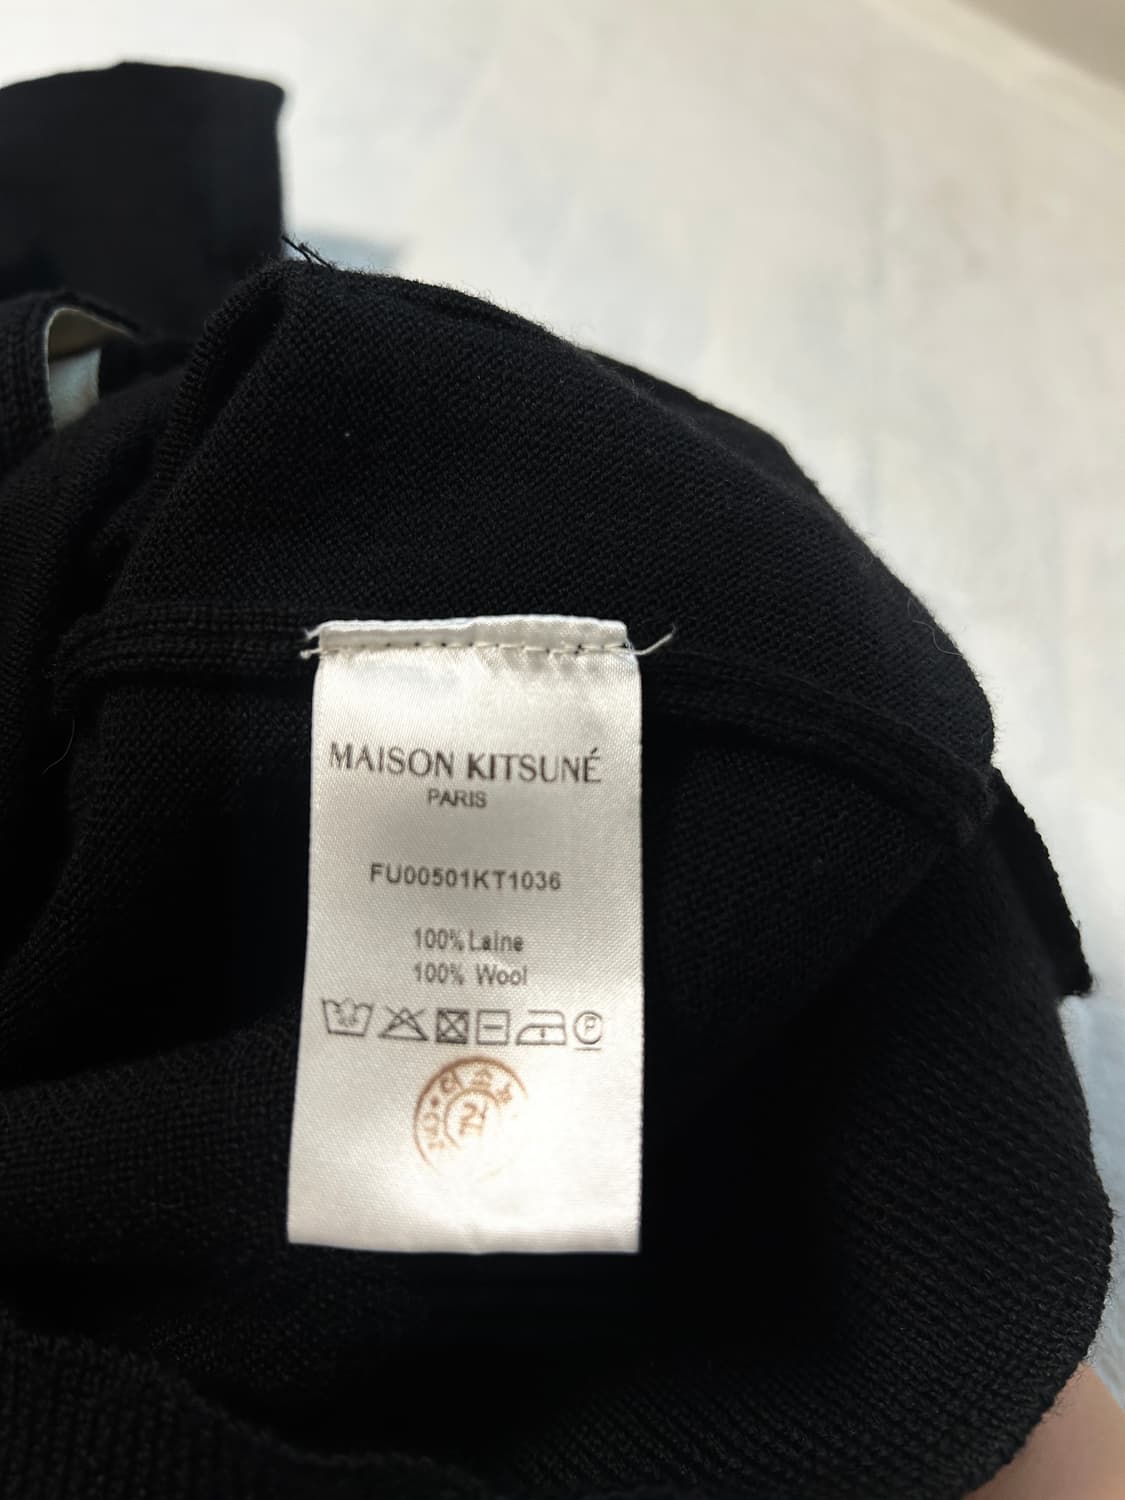 MAISON KITSUNÉ
PARIS
FU00501KT1036
100% Laine
100% Wool
P